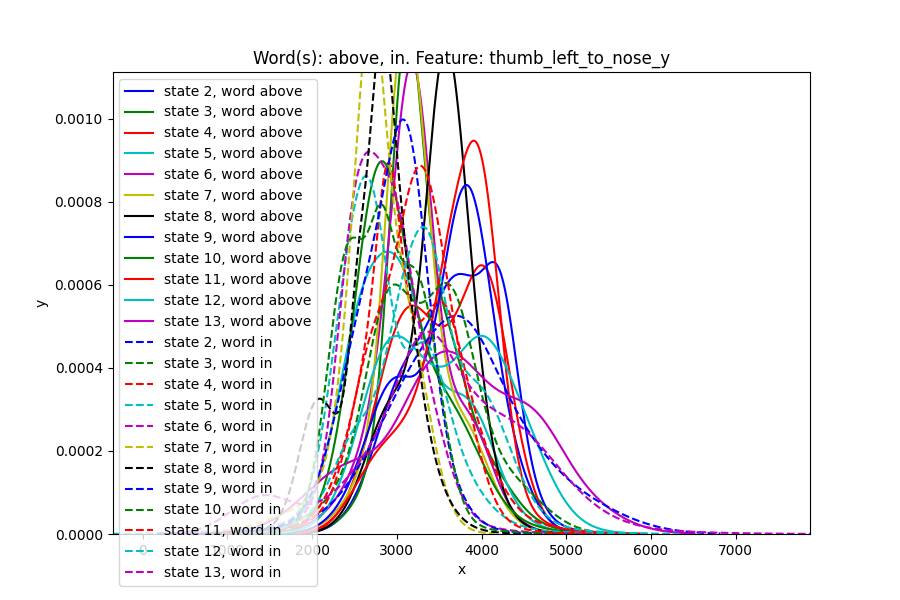 Word(s): above, in. Feature: thumb_left_to_nose_y
state 2, word above
state 3, word above
state 4, word above
state 5, word above
state 6, word above
state 7, word above
state 8, word above
state 9, word above
state 10, word above
state 11, word above
state 12, word above
state 13, word above
state 2, word in
state 3, word in
state 4, word in
state 5, word in
state 6, word in
state 7, word in
state 8, word in
state 9, word in
state 10, word in
state 11, word in
state 12, word in
state 13, word in
0.0010
0.0008
0.0006
0.0004
0.0002
0.0000
y
0 1000 2000 3000 4000 5000 6000 7000
x